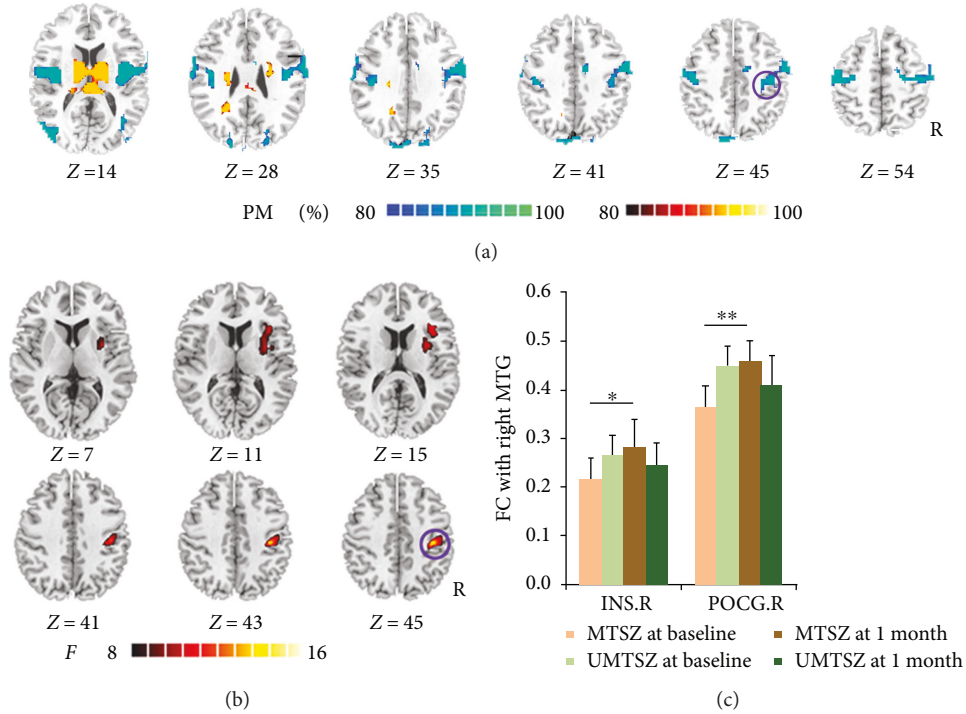 R
Z =14 Z =28 Z =35 Z =41 Z =45 Z =54
PM (%) 80 100 80 100
(a)
Z = 7 Z = 11 Z = 15
R
Z = 41 Z = 43 Z = 45
F 8 16
(b)
FC with right MTG
0.6
0.5
0.4
0.3
0.2
0.1
0.0
*
**
INS.R POCG.R
MTSZ at baseline MTSZ at 1 month
UMTSZ at baseline UMTSZ at 1 month
(c)